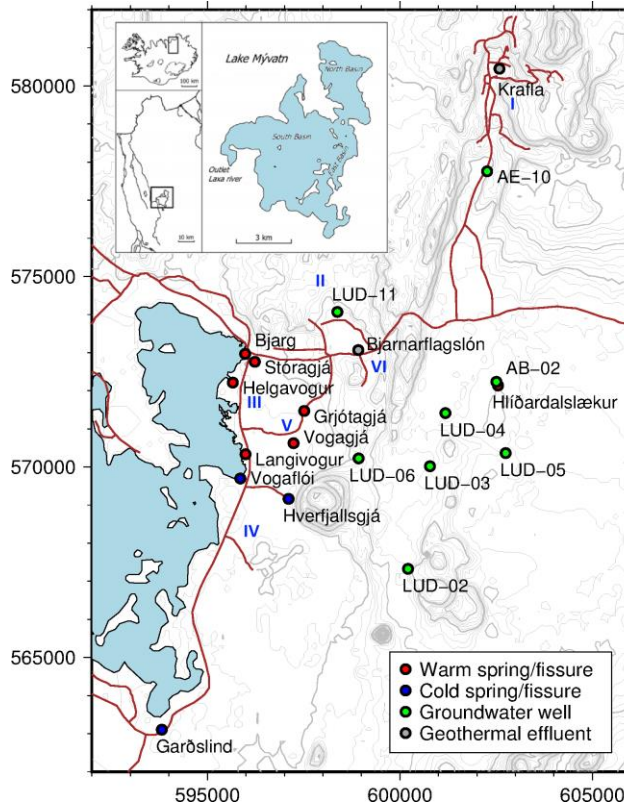 Lake Mývatn
North Basin
South Basin
East Basin
Outlet
Laxa river
100 km
10 km
3 km
580000
575000
570000
565000
595000
600000
605000
Krafla
I
AE-10
II
LUD-11
Bjarg
Stóragjá
Bjarnarflagslón
VI
Helgavogur
III
AB-02
Hlíðardalslækur
Grjótagjá
V
LUD-04
Vogagjá
Langivogur
LUD-06
LUD-03
LUD-05
Vogaflói
Hverfjallsgjá
IV
LUD-02
Garðslind
Warm spring/fissure
Cold spring/fissure
Groundwater well
Geothermal effluent